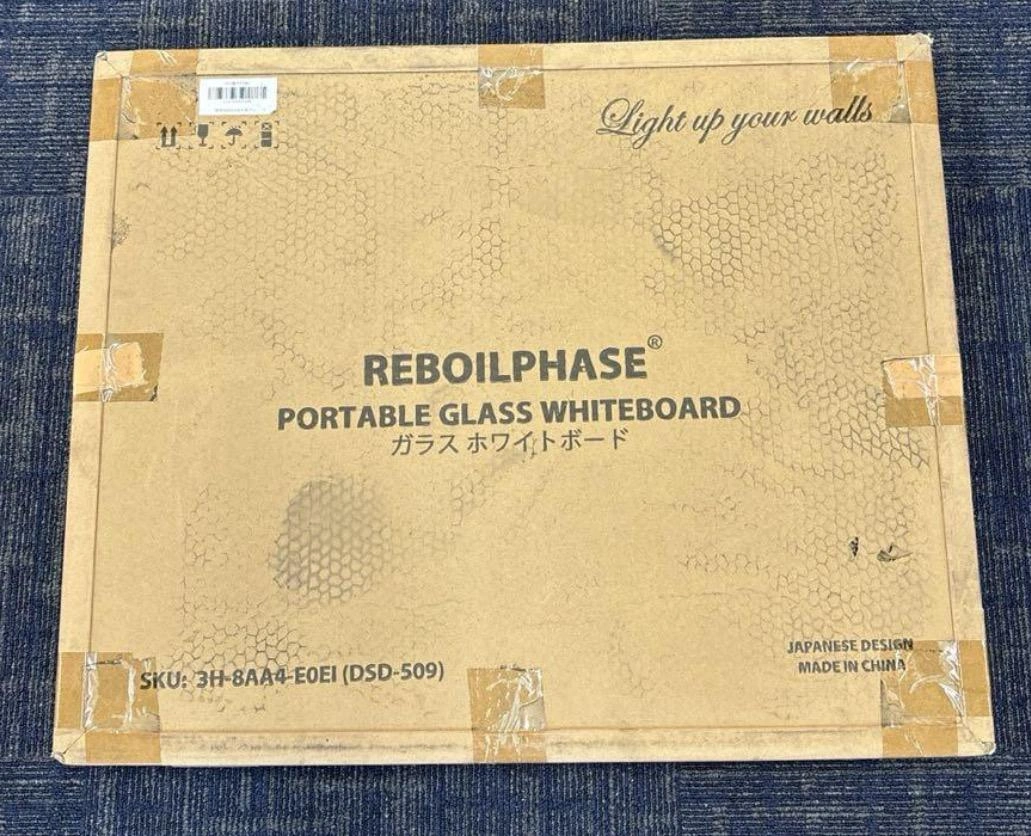 Light up your walls
REBOILPHASE®
PORTABLE GLASS WHITEBOARD
ガラス ホワイトボード
JAPANESE DESIGN
MADE IN CHINA
SKU: 3H-8AA4-E0EI (DSD-509)